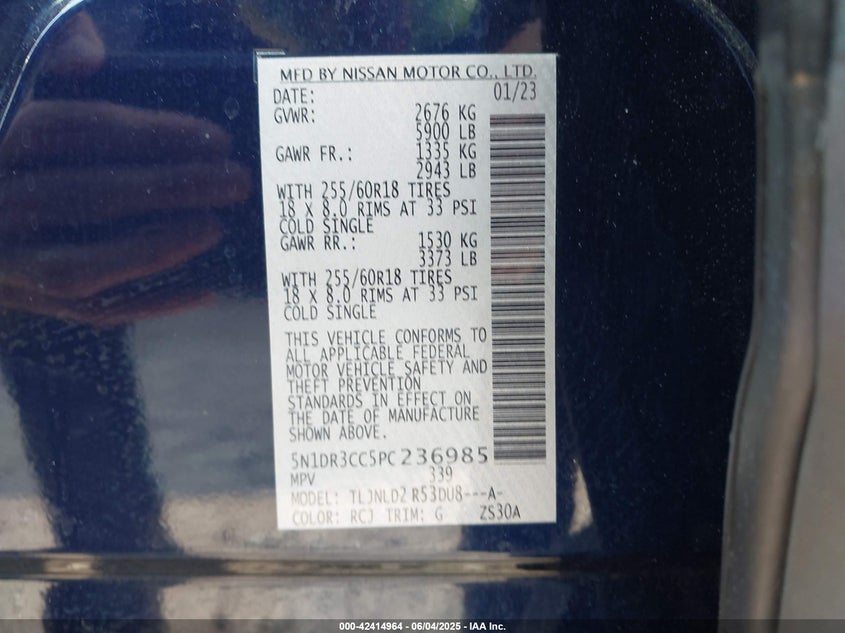 MFD BY NISSAN MOTOR CO., LTD.
DATE: 01/23
GVWR: 2676 KG
5900 LB
GAWR FR.: 1335 KG
2943 LB
WITH 255/60R18 TIRES
18 X 8.0 RIMS AT 33 PSI
COLD SINGLE
GAWR RR.: 1530 KG
3373 LB
WITH 255/60R18 TIRES
18 X 8.0 RIMS AT 33 PSI
COLD SINGLE
THIS VEHICLE CONFORMS TO
ALL APPLICABLE FEDERAL
MOTOR VEHICLE SAFETY AND
THEFT PREVENTION
STANDARDS IN EFFECT ON
THE DATE OF MANUFACTURE
SHOWN ABOVE.
5N1DR3CC5PC236985
MPV 339
MODEL: TLJNLD2 R53DU8---A-
COLOR: RCJ TRIM: G ZS30A
000-42414964 - 06/04/2025 - IAA Inc.